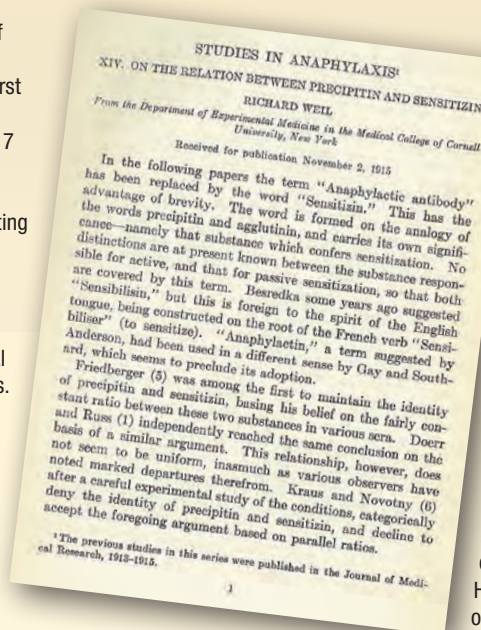 f
rst
7
ting
al
s.
STUDIES IN ANAPHYLAXIS¹
XIV. ON THE RELATION BETWEEN PRECIPITIN AND SENSITIZIN
RICHARD WEIL
From the Department of Experimental Medicine in the Medical College of Cornell
University, New York
Received for publication November 2, 1915
In the following papers the term "Anaphylactic antibody"
has been replaced by the word "Sensitizin." This has the
advantage of brevity. The word is formed on the analogy of
the words precipitin and agglutinin, and carries its own signifi-
cance—namely that substance which confers sensitization. No
distinctions are at present known between the substance respon-
sible for active, and that for passive sensitization, so that both
are covered by this term. Besredka some years ago suggested
"Sensibilisin," but this is foreign to the spirit of the English
tongue, being constructed on the root of the French verb "Sensi-
biliser" (to sensitize). "Anaphylactin," a term suggested by
Anderson, had been used in a different sense by Gay and South-
ard, which seems to preclude its adoption.
Friedberger (5) was among the first to maintain the identity
of precipitin and sensitizin, basing his belief on the fairly con-
stant ratio between these two substances in various sera. Doerr
and Russ (1) independently reached the same conclusion on the
basis of a similar argument. This relationship, however, does
not seem to be uniform, inasmuch as various observers have
noted marked departures therefrom. Kraus and Novotny (6)
after a careful experimental study of the conditions, categorically
deny the identity of precipitin and sensitizin, and decline to
accept the foregoing argument based on parallel ratios.
¹ The previous studies in this series were published in the Journal of Medi-
cal Research, 1913-1915.
1
H
o